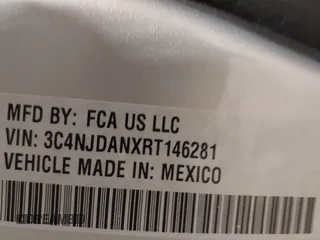 MFD BY: FCA US LLC
VIN: 3C4NJDANXRT146281
VEHICLE MADE IN: MEXICO